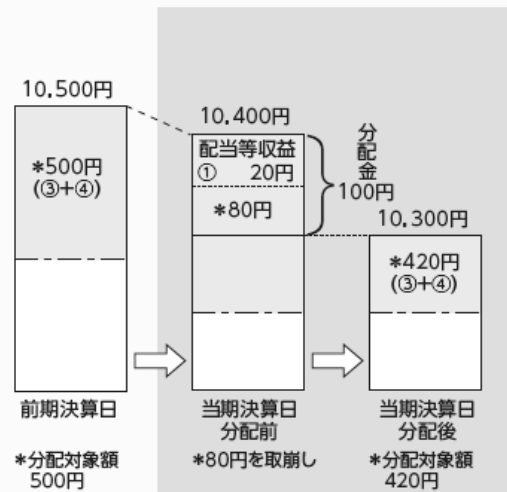 10,500円
*500円
(③+④)
前期決算日
*分配対象額
500円
10,400円
配当等収益
① 20円
*80円
分配金
100円
当期決算日
分配前
*80円を取崩し
10,300円
*420円
(③+④)
当期決算日
分配後
*分配対象額
420円